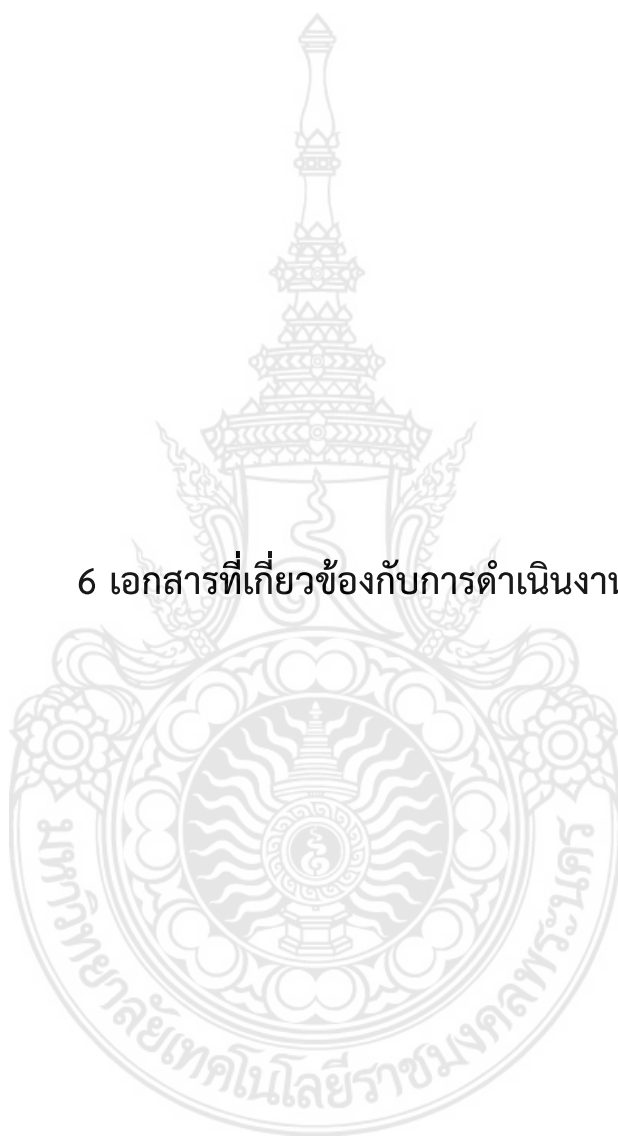 6 เอกสารที่เกี่ยวข้องกับการดำเนินงาน
มหาวิทยาลัยเทคโนโลยีราชมงคลพระนคร